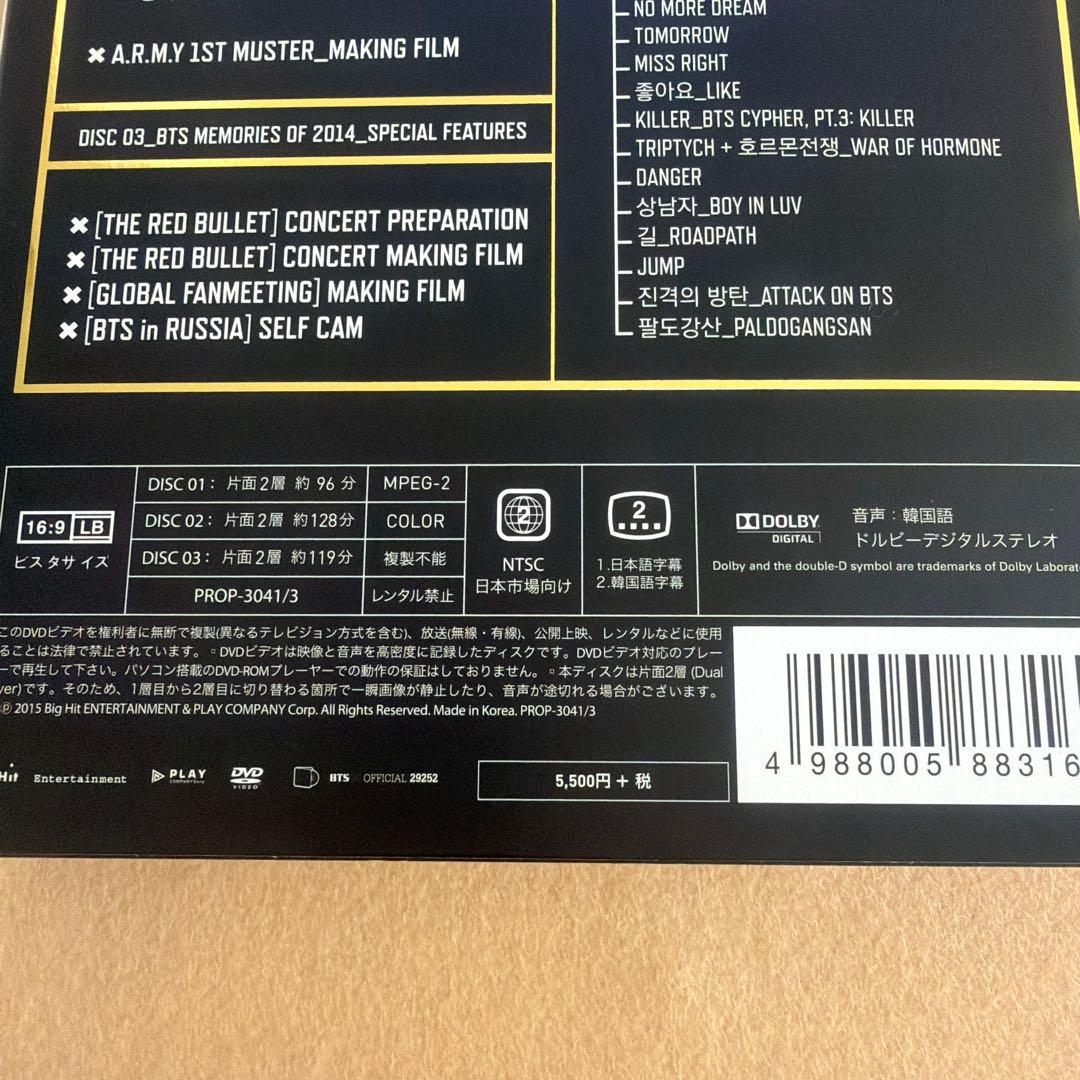 × A.R.M.Y 1ST MUSTER_MAKING FILM
DISC 03_BTS MEMORIES OF 2014_SPECIAL FEATURES
× [THE RED BULLET] CONCERT PREPARATION
× [THE RED BULLET] CONCERT MAKING FILM
× [GLOBAL FANMEETING] MAKING FILM
× [BTS in RUSSIA] SELF CAM
NO MORE DREAM
TOMORROW
MISS RIGHT
좋아요_LIKE
KILLER_BTS CYPHER, PT.3: KILLER
TRIPTYCH + 호르몬전쟁_WAR OF HORMONE
DANGER
상남자_BOY IN LUV
길_ROADPATH
JUMP
진격의 방탄_ATTACK ON BTS
팔도강산_PALDOGANGSAN
16:9 LB
ビスタサイズ
DISC 01: 片面2層 約 96 分
DISC 02: 片面2層 約128分
DISC 03: 片面2層 約119分
PROP-3041/3
MPEG-2
COLOR
複製不能
レンタル禁止
2
NTSC
日本市場向け
2
1.日本語字幕
2.韓国語字幕
DOLBY
DIGITAL
音声：韓国語
ドルビーデジタルステレオ
Dolby and the double-D symbol are trademarks of Dolby
このDVDビデオを権利者に無断で複製(異なるテレビジョン方式を含む)、放送(無線・有線)、公開上映、レンタルなどに使用
ることは法律で禁止されています。▫DVDビデオは映像と音声を高密度に記録したディスクです。DVDビデオ対応のプレー
ーで再生して下さい。パソコン搭載のDVD-ROMプレーヤーでの動作の保証はしておりません。▫本ディスクは片面2層 (Dual
yer)です。そのため、1層目から2層目に切り替わる箇所で一瞬画像が静止したり、音声が途切れる場合がございます。
℗ 2015 Big Hit ENTERTAINMENT & PLAY COMPANY Corp. All Rights Reserved. Made in Korea. PROP-3041/3
Hit Entertainment
PLAY
DVD
VIDEO
BTS OFFICIAL 29252
5,500円 + 税
4 988005 88316